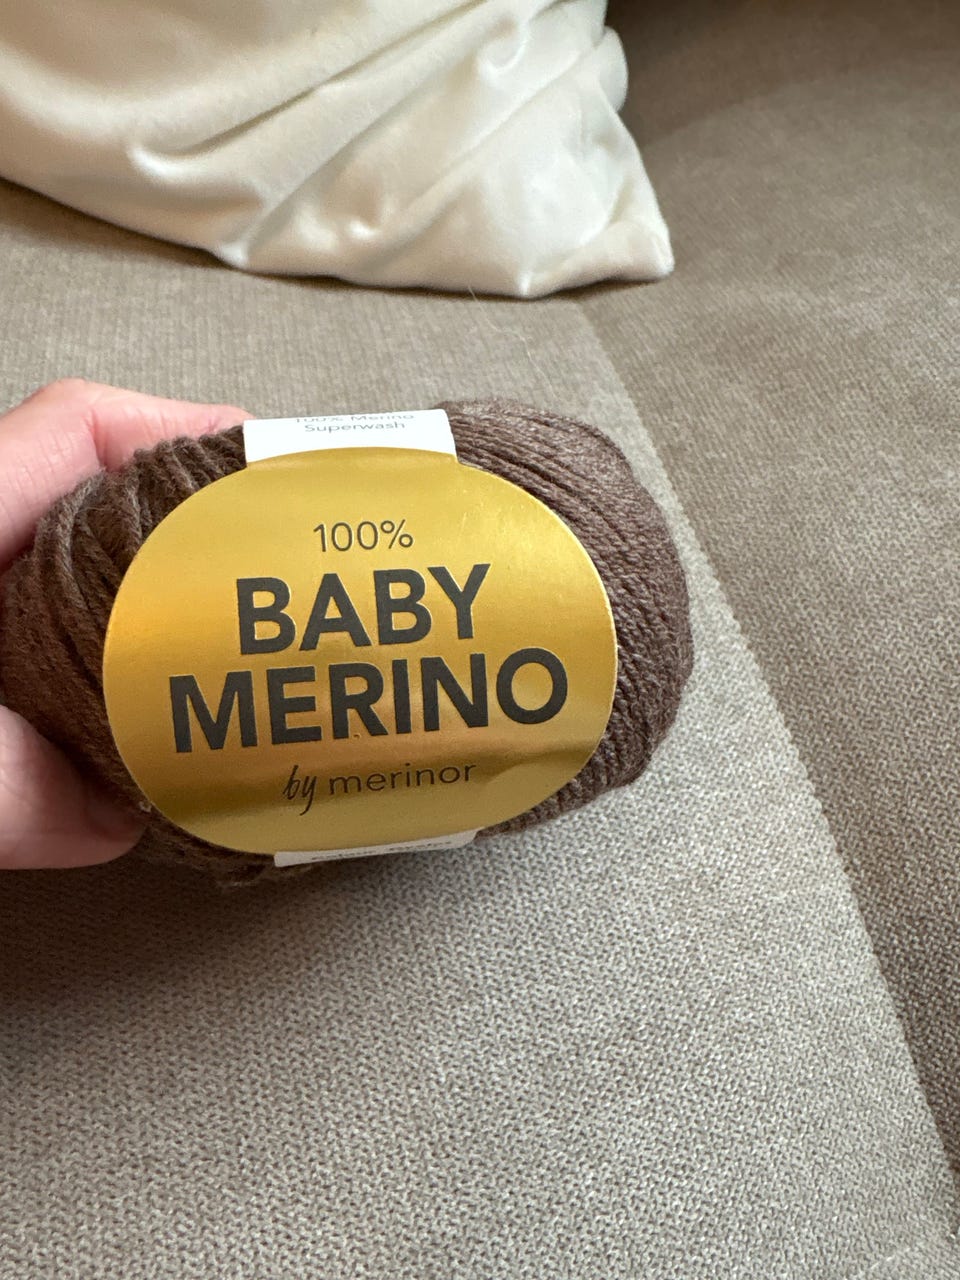 100% Merino
Superwash
100%
BABY
MERINO
by merinor